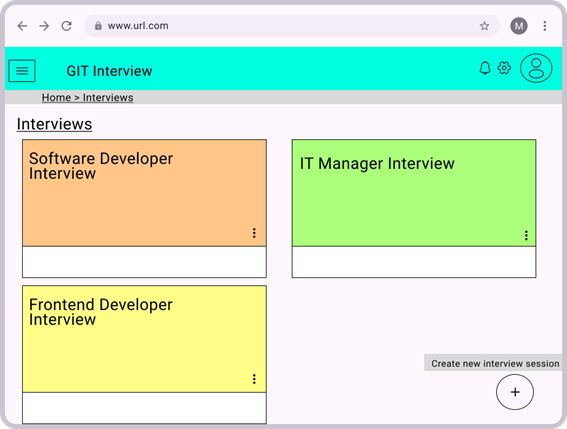 www.url.com
M
GIT Interview
Home > Interviews
Interviews
Software Developer
Interview
IT Manager Interview
Frontend Developer
Interview
Create new interview session
+